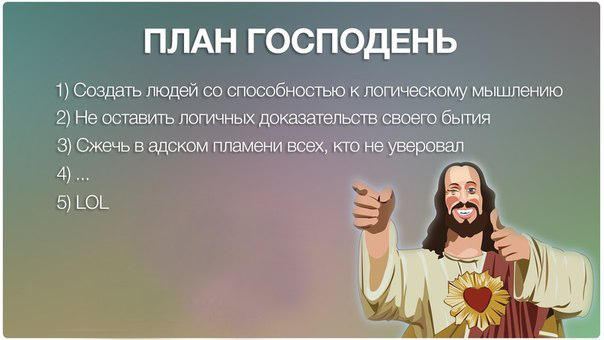 ПЛАН ГОСПОДЕНЬ
1) Создать людей со способностью к логическому мышлению
2) Не оставить логичных доказательств своего бытия
3) Сжечь в адском пламени всех, кто не уверовал
4) ...
5) LOL